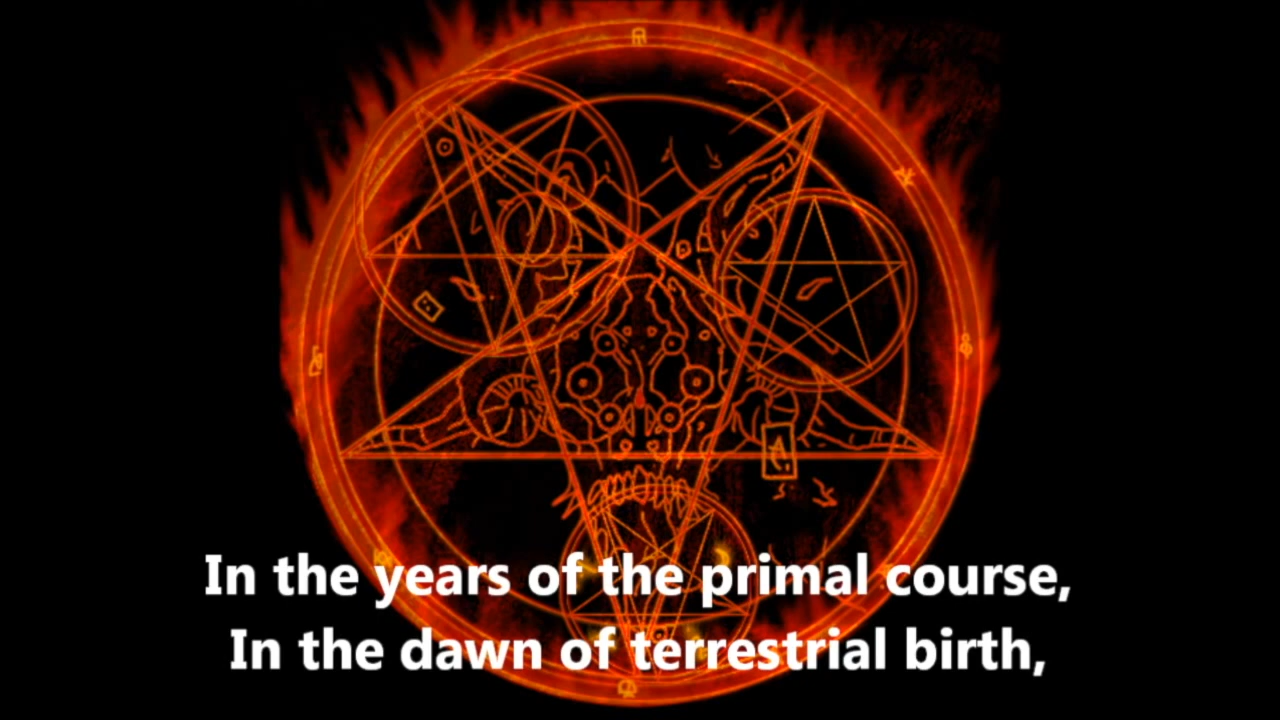 In the years of the primal course,
In the dawn of terrestrial birth,